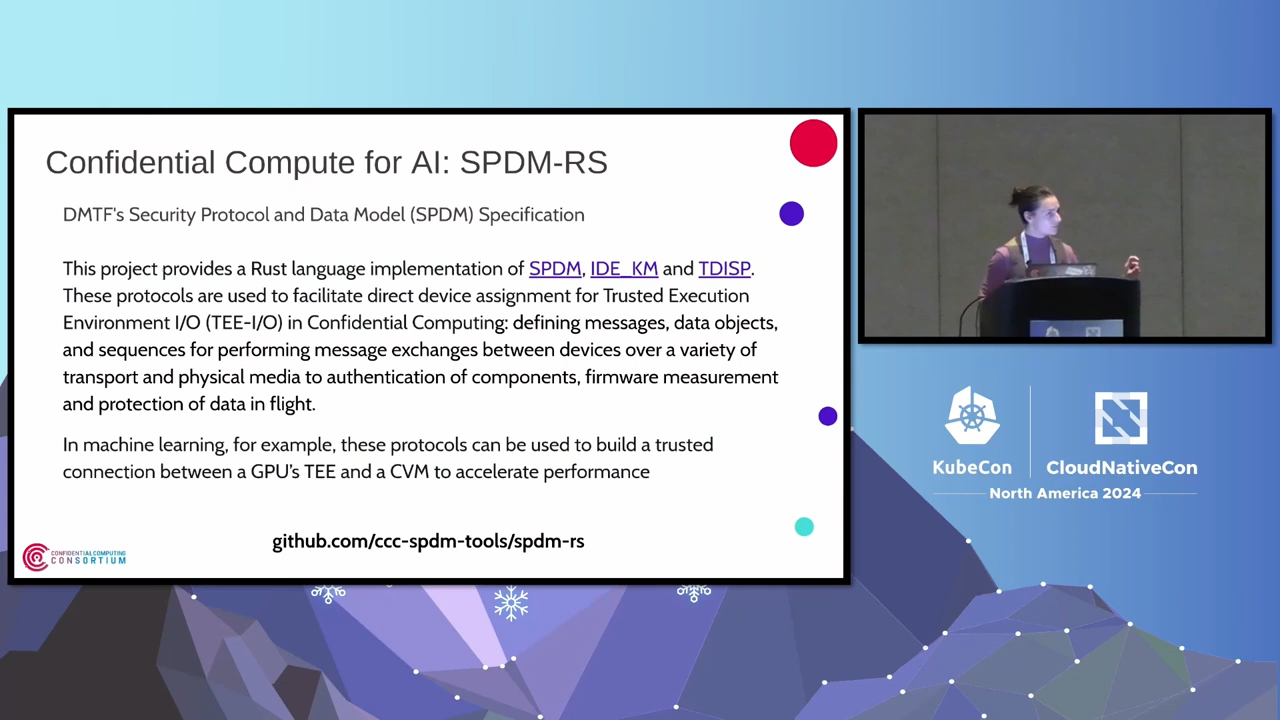 Confidential Compute for AI: SPDM-RS
DMTF's Security Protocol and Data Model (SPDM) Specification
This project provides a Rust language implementation of SPDM, IDE_KM and TDISP.
These protocols are used to facilitate direct device assignment for Trusted Execution
Environment I/O (TEE-I/O) in Confidential Computing: defining messages, data objects,
and sequences for performing message exchanges between devices over a variety of
transport and physical media to authentication of components, firmware measurement
and protection of data in flight.
In machine learning, for example, these protocols can be used to build a trusted
connection between a GPU's TEE and a CVM to accelerate performance
github.com/ccc-spdm-tools/spdm-rs
CONFIDENTIAL COMPUTING
CONSORTIUM
KubeCon
CloudNativeCon
North America 2024